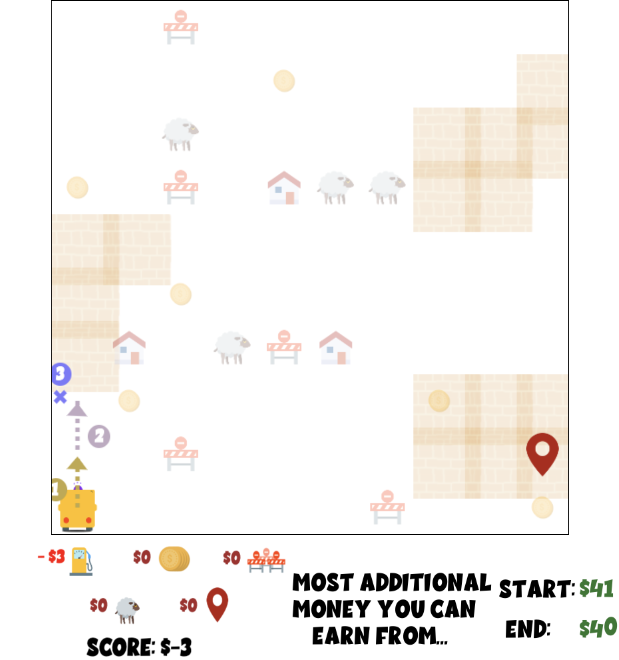 3
2
1
- $3 $0 $0
$0 $0
SCORE: $-3
MOST ADDITIONAL
MONEY YOU CAN
EARN FROM...
START: $41
END: $40